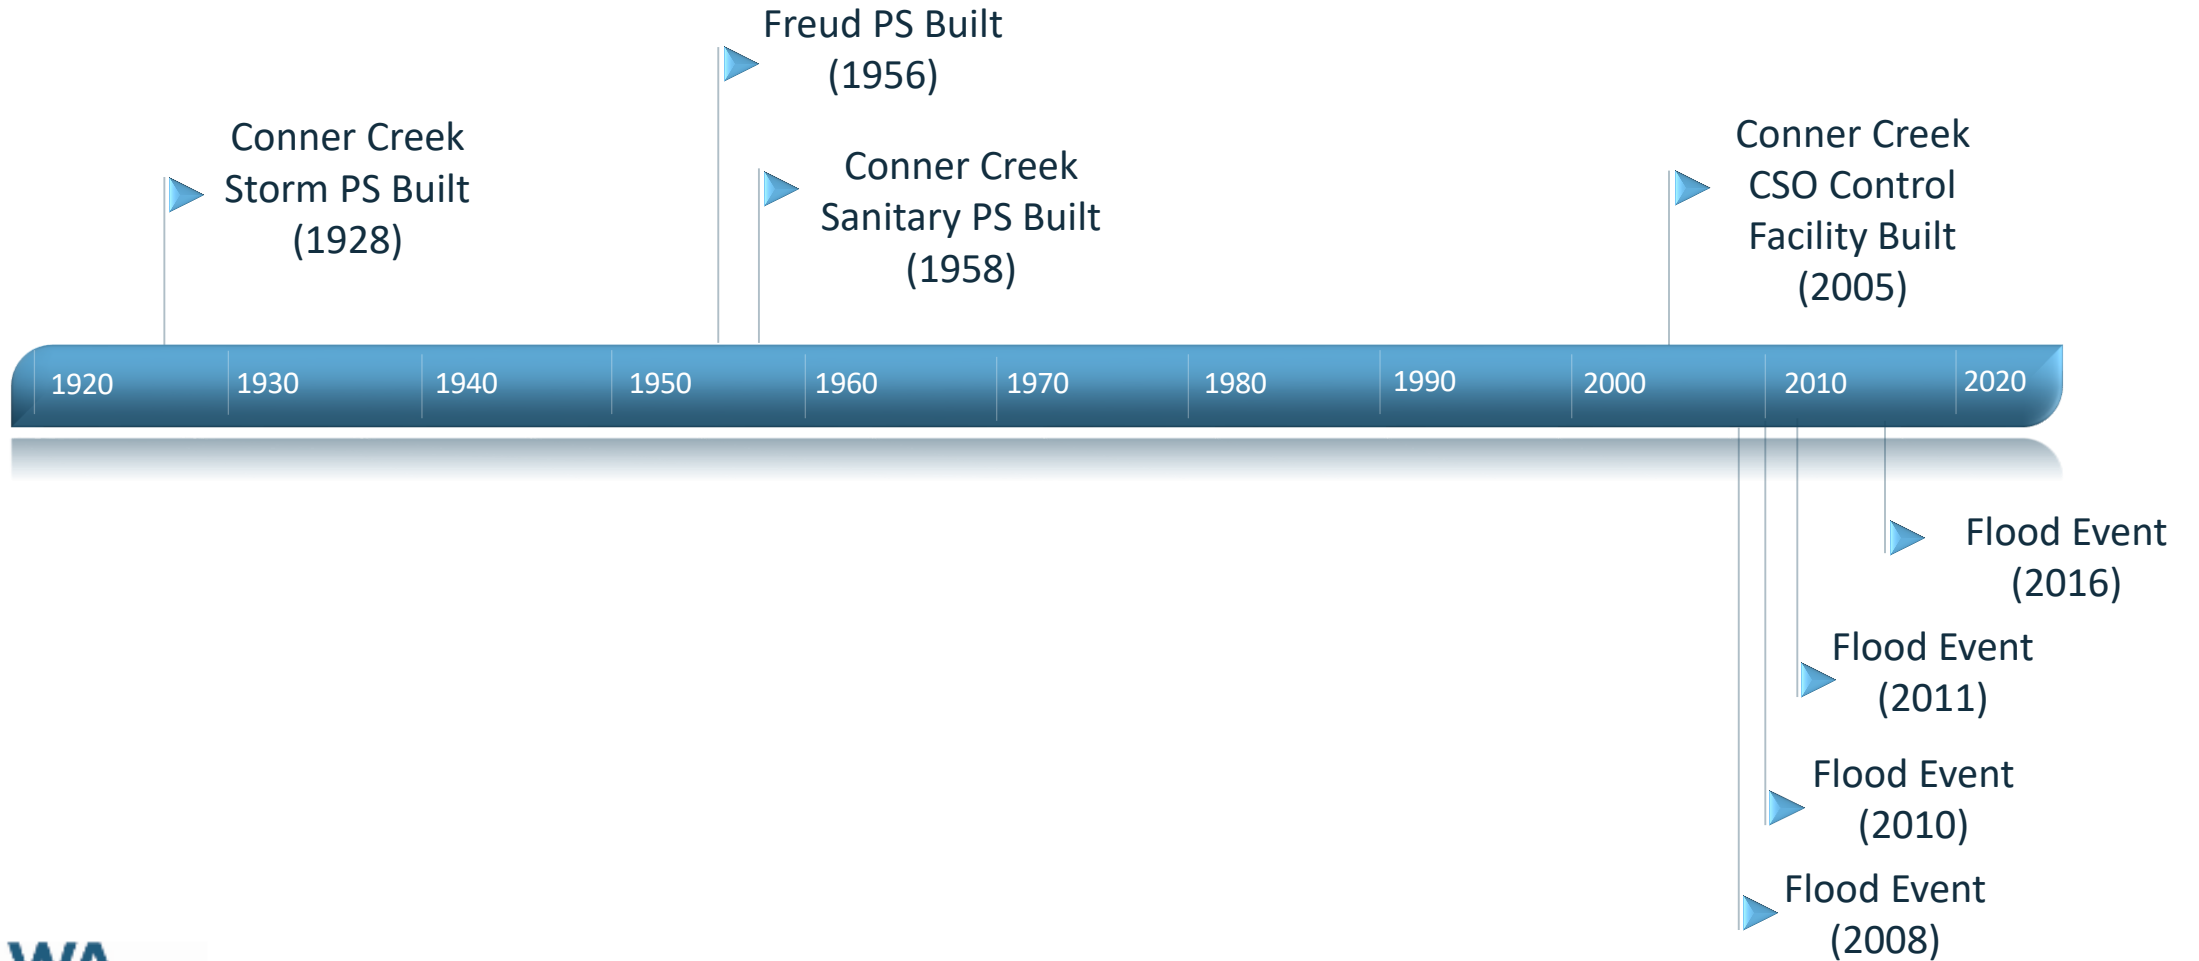 Freud PS Built
(1956)
Conner Creek
Storm PS Built
(1928)
Conner Creek
Sanitary PS Built
(1958)
Conner Creek
CSO Control
Facility Built
(2005)
1920 1930 1940 1950 1960 1970 1980 1990 2000 2010 2020
Flood Event
(2016)
Flood Event
(2011)
Flood Event
(2010)
Flood Event
(2008)
WA